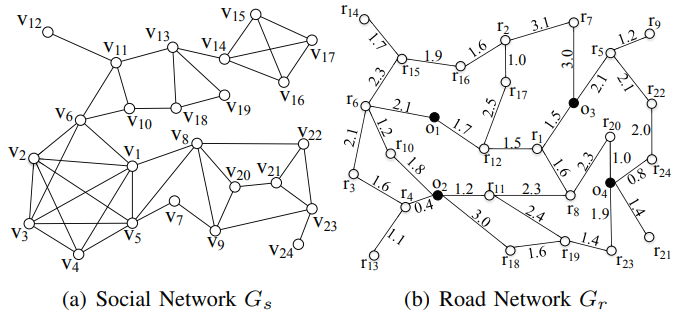 v12
v11
v13
v15
v14
v17
v16
v6
v10
v18
v19
v2
v1
v8
v22
v20
v21
v3
v5
v7
v4
v9
v23
v24
(a) Social Network Gs
r14
1.7
r15
1.9
r16
1.6
r2
3.1
r7
1.0
r17
3.0
r5
1.2
r9
2.1
2.1
r22
2.3
r6
2.1
o1
1.7
2.5
r12
1.5
r1
1.5
o3
r20
2.0
2.1
1.2
r10
1.8
1.6
2.3
1.0
r24
0.8
r3
1.6
r4
0.4
o2
1.2
r11
2.3
r8
o4
1.9
1.4
1.1
r13
3.0
r18
1.6
2.4
r19
1.4
r23
r21
(b) Road Network Gr